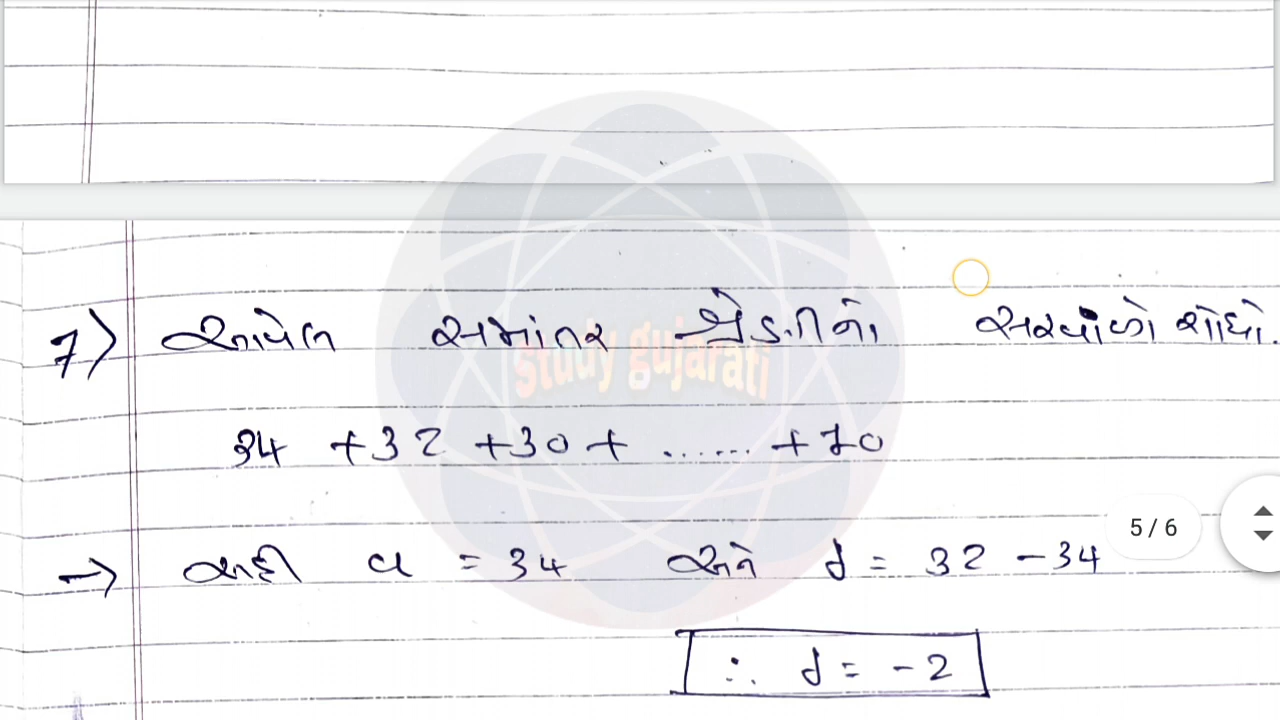 7) આપેલ સમાંતર શ્રેડીનો સરવાળો શોધો.
34 + 32 + 30 + ...... + 10
study gujarati
→ અહી a = 34 અને d = 32 - 34
5 / 6
∴ d = -2